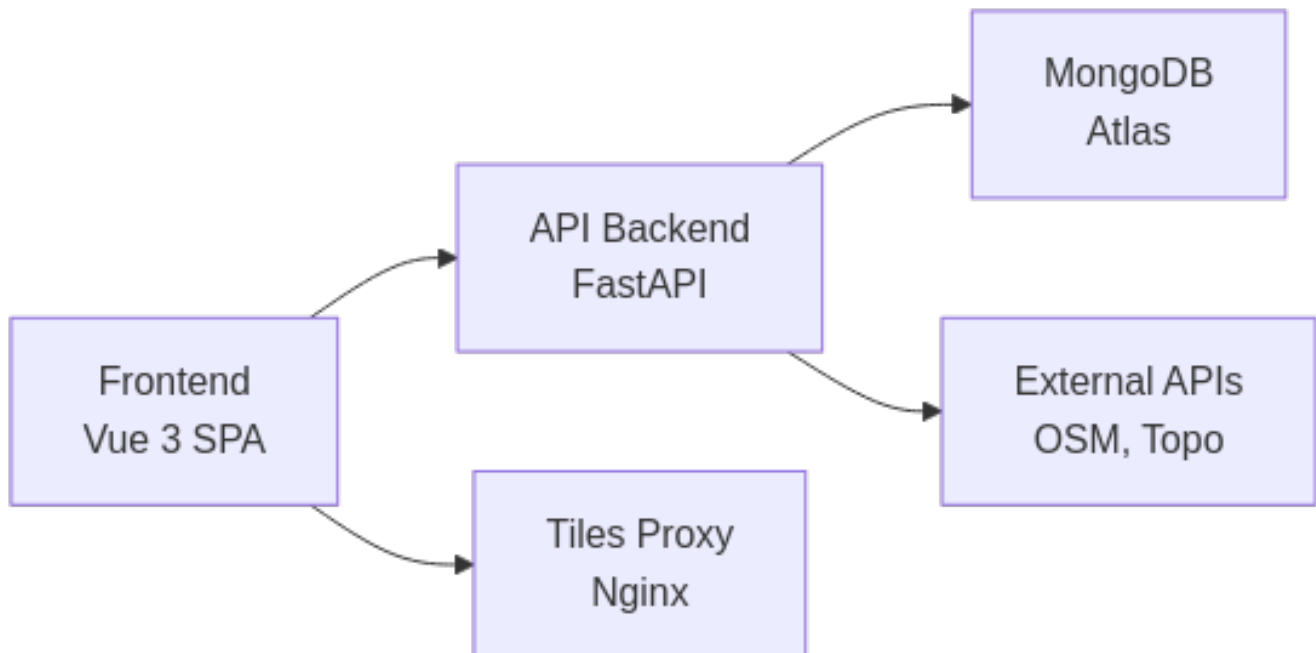 MongoDB
Atlas
API Backend
FastAPI
Frontend
Vue 3 SPA
External APIs
OSM, Topo
Tiles Proxy
Nginx